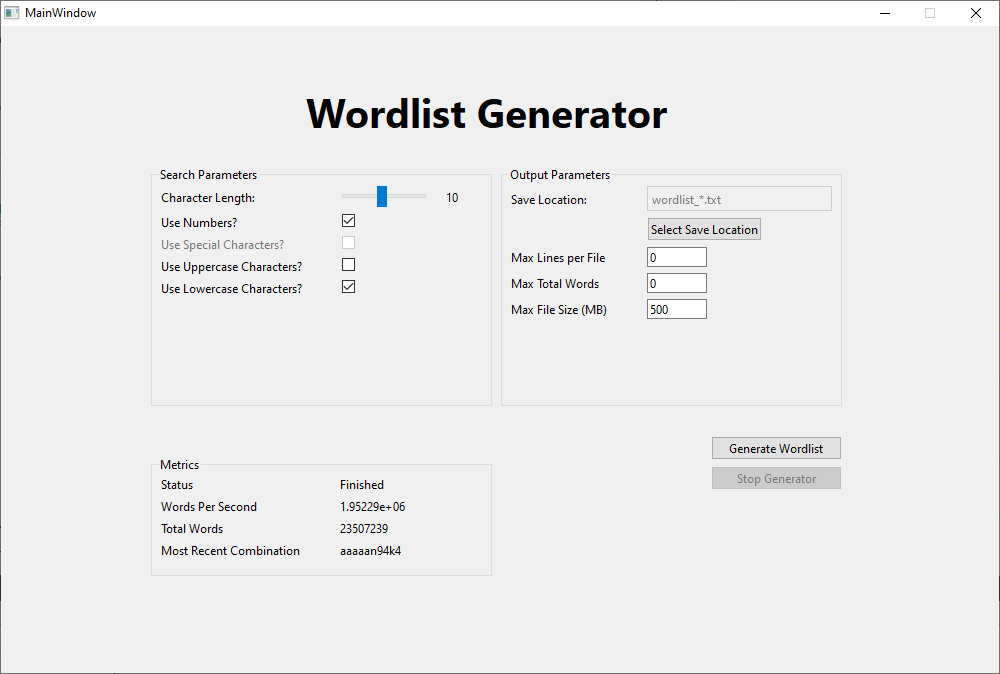 MainWindow
Wordlist Generator
Search Parameters
Character Length: 10
Use Numbers?
Use Special Characters?
Use Uppercase Characters?
Use Lowercase Characters?
Output Parameters
Save Location: wordlist_*.txt
Select Save Location
Max Lines per File 0
Max Total Words 0
Max File Size (MB) 500
Generate Wordlist
Stop Generator
Metrics
Status Finished
Words Per Second 1.95229e+06
Total Words 23507239
Most Recent Combination aaaaan94k4